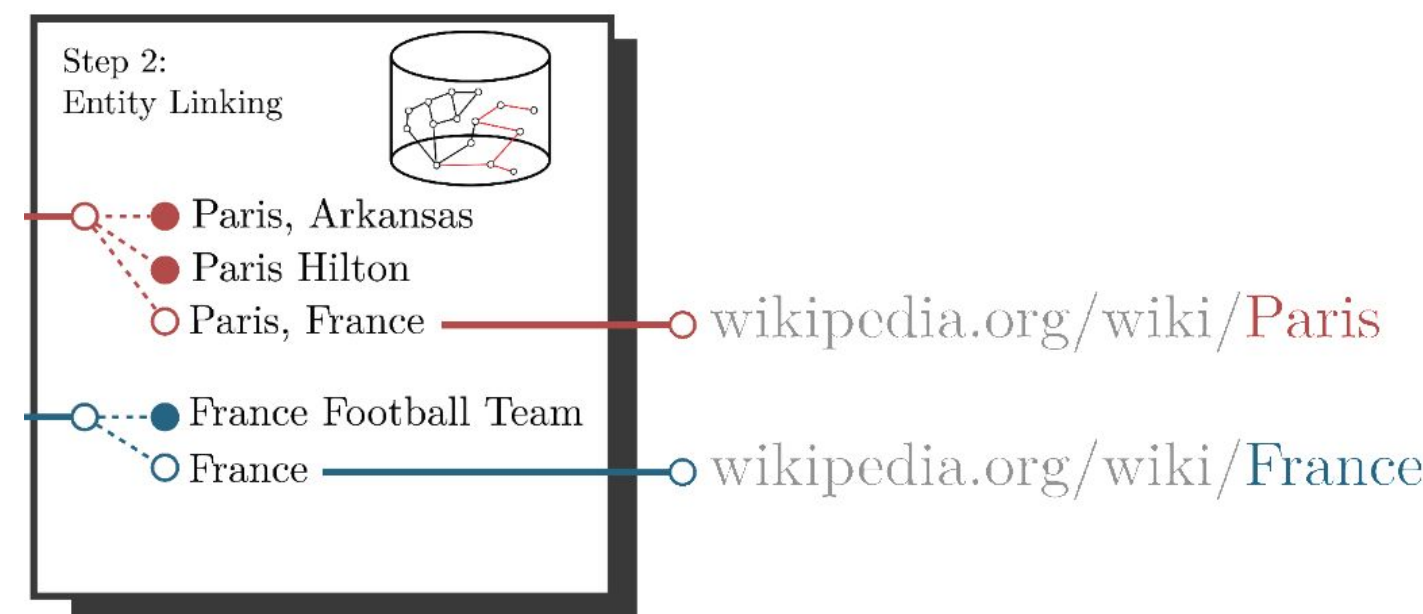 Step 2:
Entity Linking
Paris, Arkansas
Paris Hilton
Paris, France
wikipedia.org/wiki/Paris
France Football Team
France
wikipedia.org/wiki/France